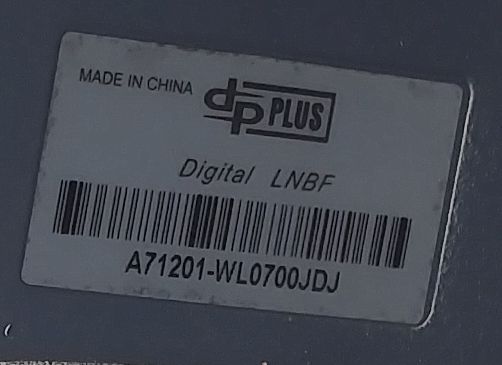 MADE IN CHINA
dp PLUS
Digital LNBF
A71201-WL0700JDJ